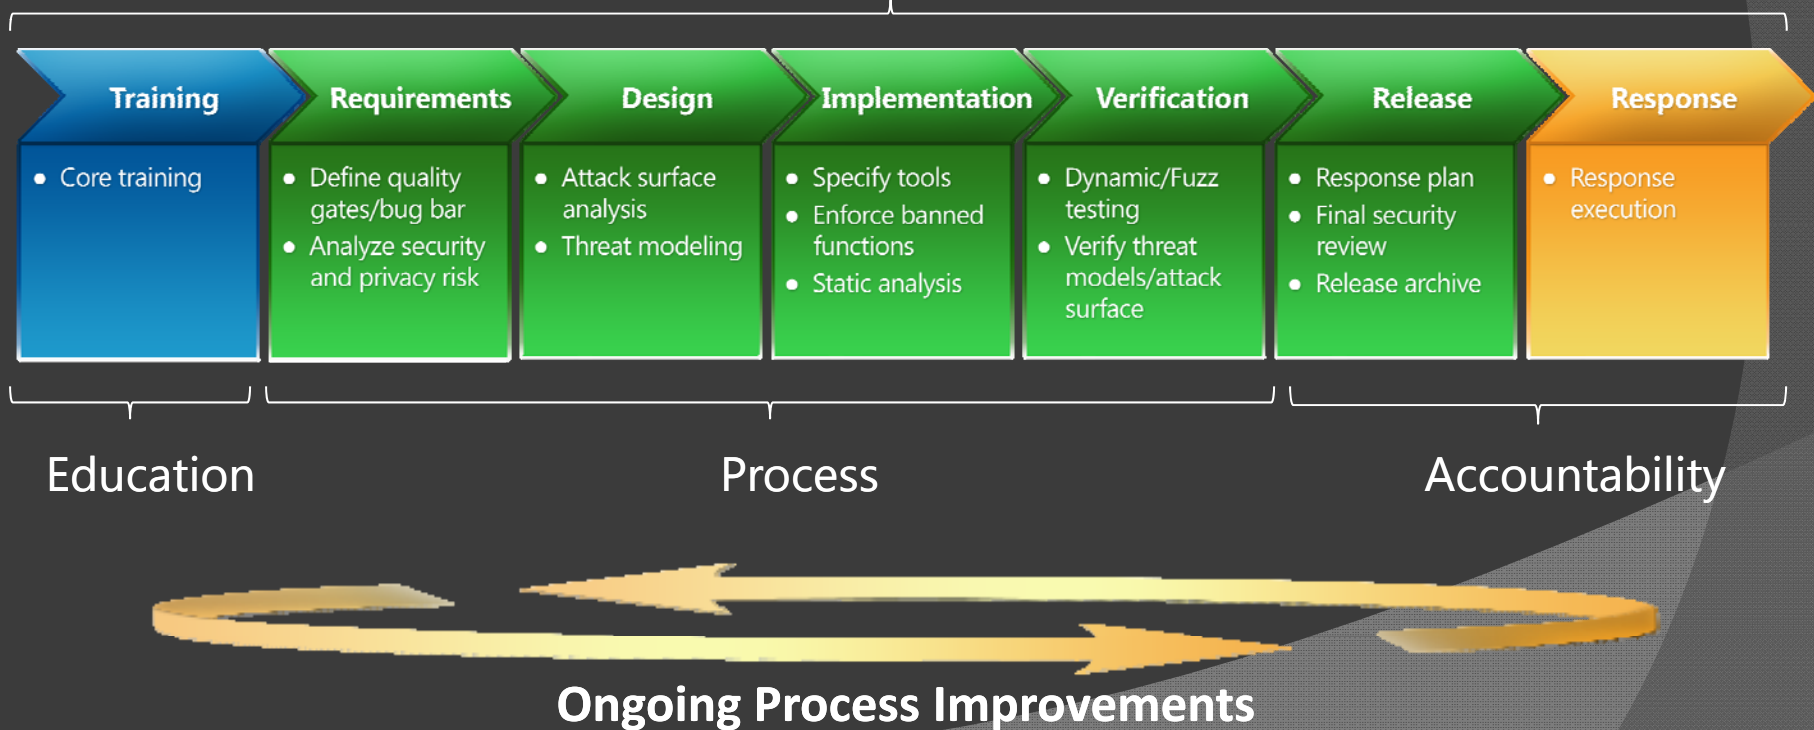 Training
Requirements
Design
Implementation
Verification
Release
Response
Core training
Define quality
gates/bug bar
Analyze security
and privacy risk
Attack surface
analysis
Threat modeling
Specify tools
Enforce banned
functions
Static analysis
Dynamic/Fuzz
testing
Verify threat
models/attack
surface
Response plan
Final security
review
Release archive
Response
execution
Education
Process
Accountability
Ongoing Process Improvements